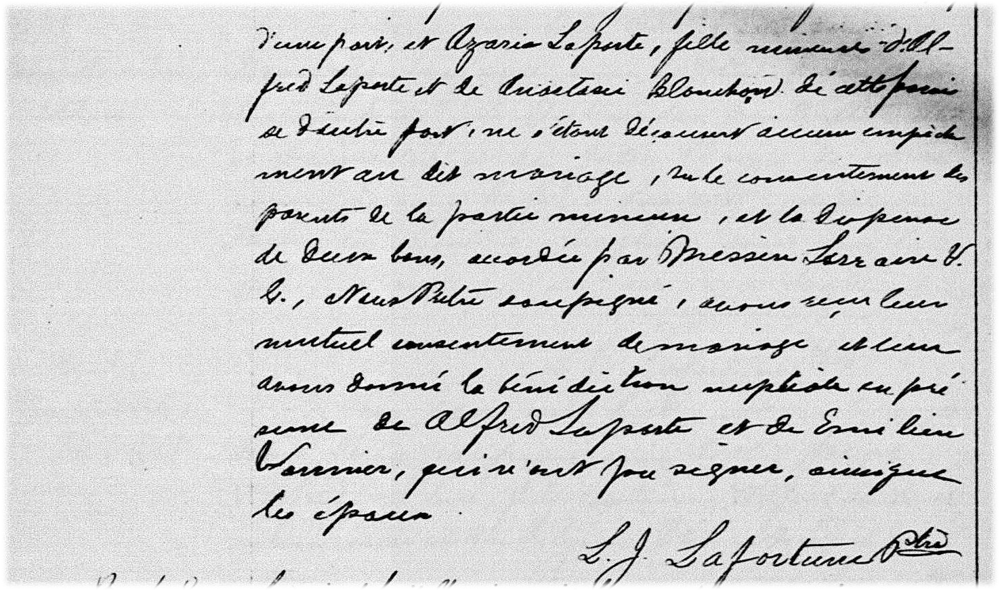 d'une part, et Azaria Laporte, fille mineure d'Al-
fred Laporte et de Anastasie Blanchard de cette parois
se d'autre part, ne s'étant découvert aucun empêche
ment au dit mariage, sur le consentement des
parents de la partie mineure, et la dispense
de deux bans, accordée par Messire Lorrain V.
G., Nous Prêtre soussigné, avons reçu leur
mutuel consentement de mariage et leur
avons donné la bénédiction nuptiale en pré
sence de Alfred Laporte et de Emilien
qui n'ont pu signer, ainsi que
les époux.
L. J. Lafortune Ptre